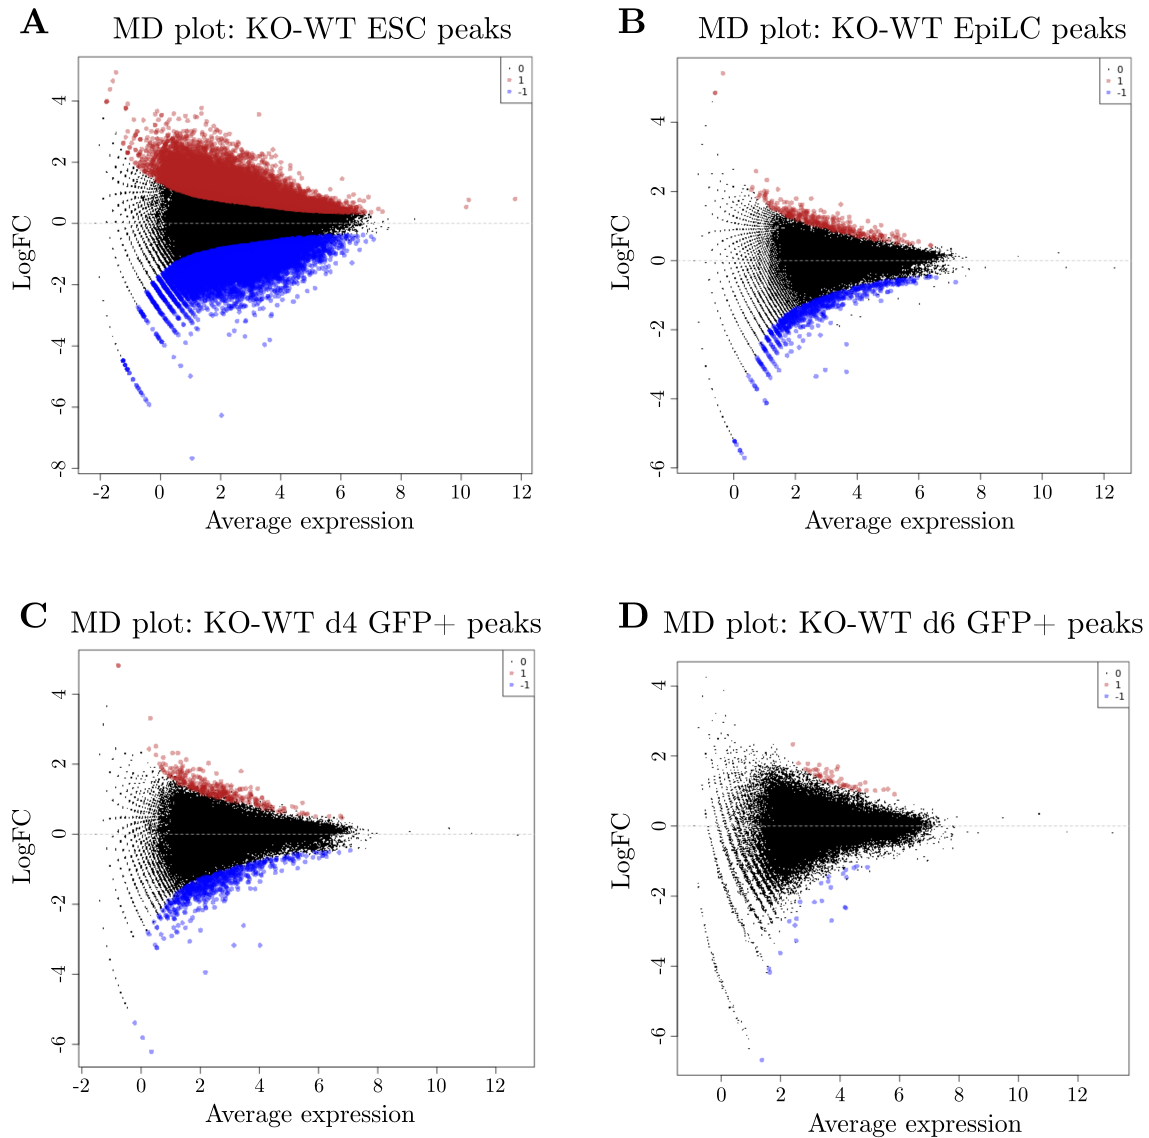 A MD plot: KO-WT ESC peaks
0
1
-1
LogFC
4
2
0
-2
-4
-6
-8
-2 0 2 4 6 8 10 12
Average expression
B MD plot: KO-WT EpiLC peaks
0
1
-1
LogFC
4
2
0
-2
-4
-6
0 2 4 6 8 10 12
Average expression
C MD plot: KO-WT d4 GFP+ peaks
0
1
-1
LogFC
4
2
0
-2
-4
-6
-2 0 2 4 6 8 10 12
Average expression
D MD plot: KO-WT d6 GFP+ peaks
0
1
-1
LogFC
4
2
0
-2
-4
-6
0 2 4 6 8 10 12
Average expression